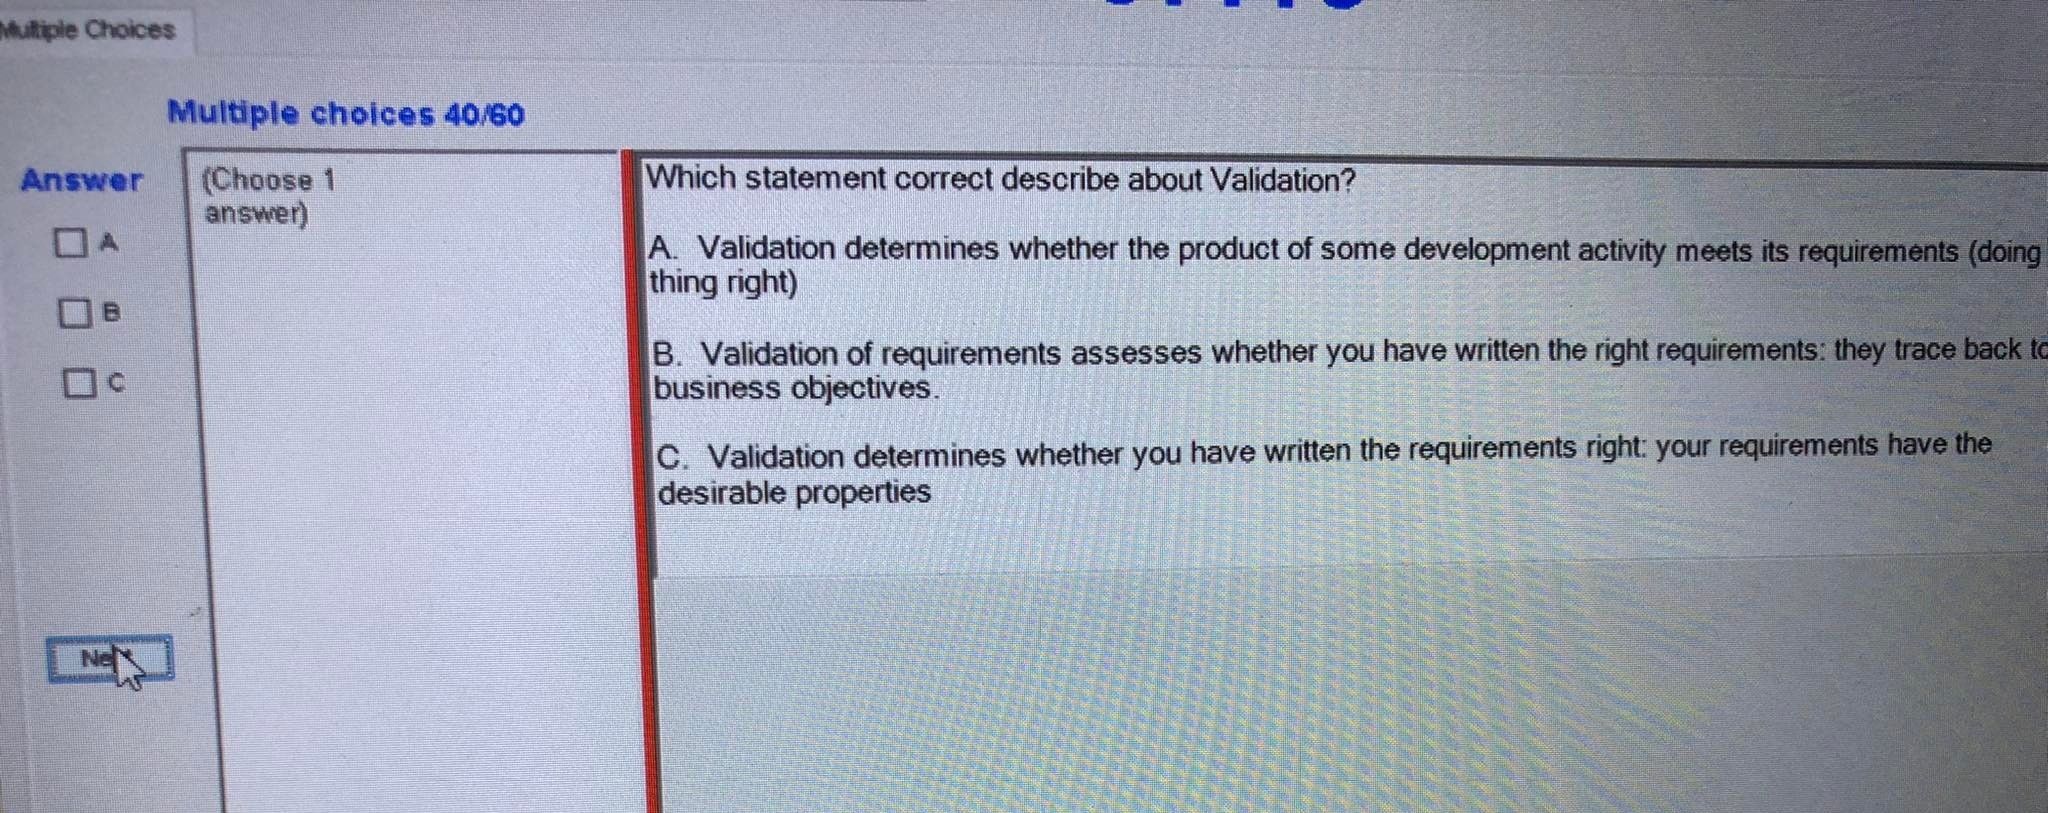 Multiple Choices
Multiple choices 40/60
Answer
(Choose 1
answer)
A
B
C
Which statement correct describe about Validation?
A. Validation determines whether the product of some development activity meets its requirements (doing
thing right)
B. Validation of requirements assesses whether you have written the right requirements: they trace back to
business objectives.
C. Validation determines whether you have written the requirements right: your requirements have the
desirable properties